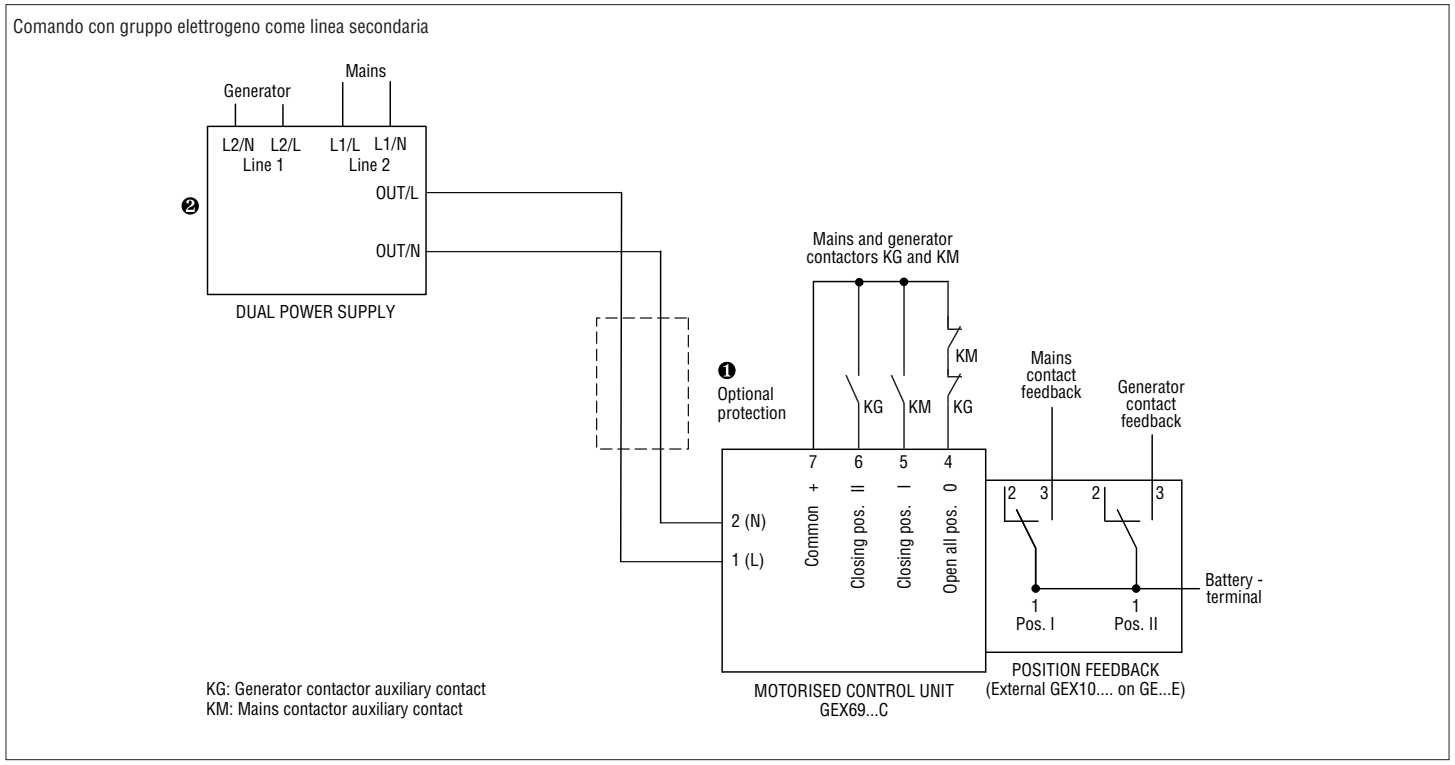 Comando con gruppo elettrogeno come linea secondaria
Mains
Generator
L2/N L2/L L1/L L1/N
Line 1 Line 2
OUT/L
❷
OUT/N
DUAL POWER SUPPLY
Mains and generator
contactors KG and KM
❶
Optional
protection
KM
KG KM KG
Mains
contact
feedback
Generator
contact
feedback
7 6 5 4
Common +
Closing pos. II
Closing pos. I
Open all pos. 0
2 (N)
1 (L)
2 3 2 3
Battery -
terminal
1 1
Pos. I Pos. II
POSITION FEEDBACK
(External GEX10.... on GE...E)
MOTORISED CONTROL UNIT
GEX69...C
KG: Generator contactor auxiliary contact
KM: Mains contactor auxiliary contact